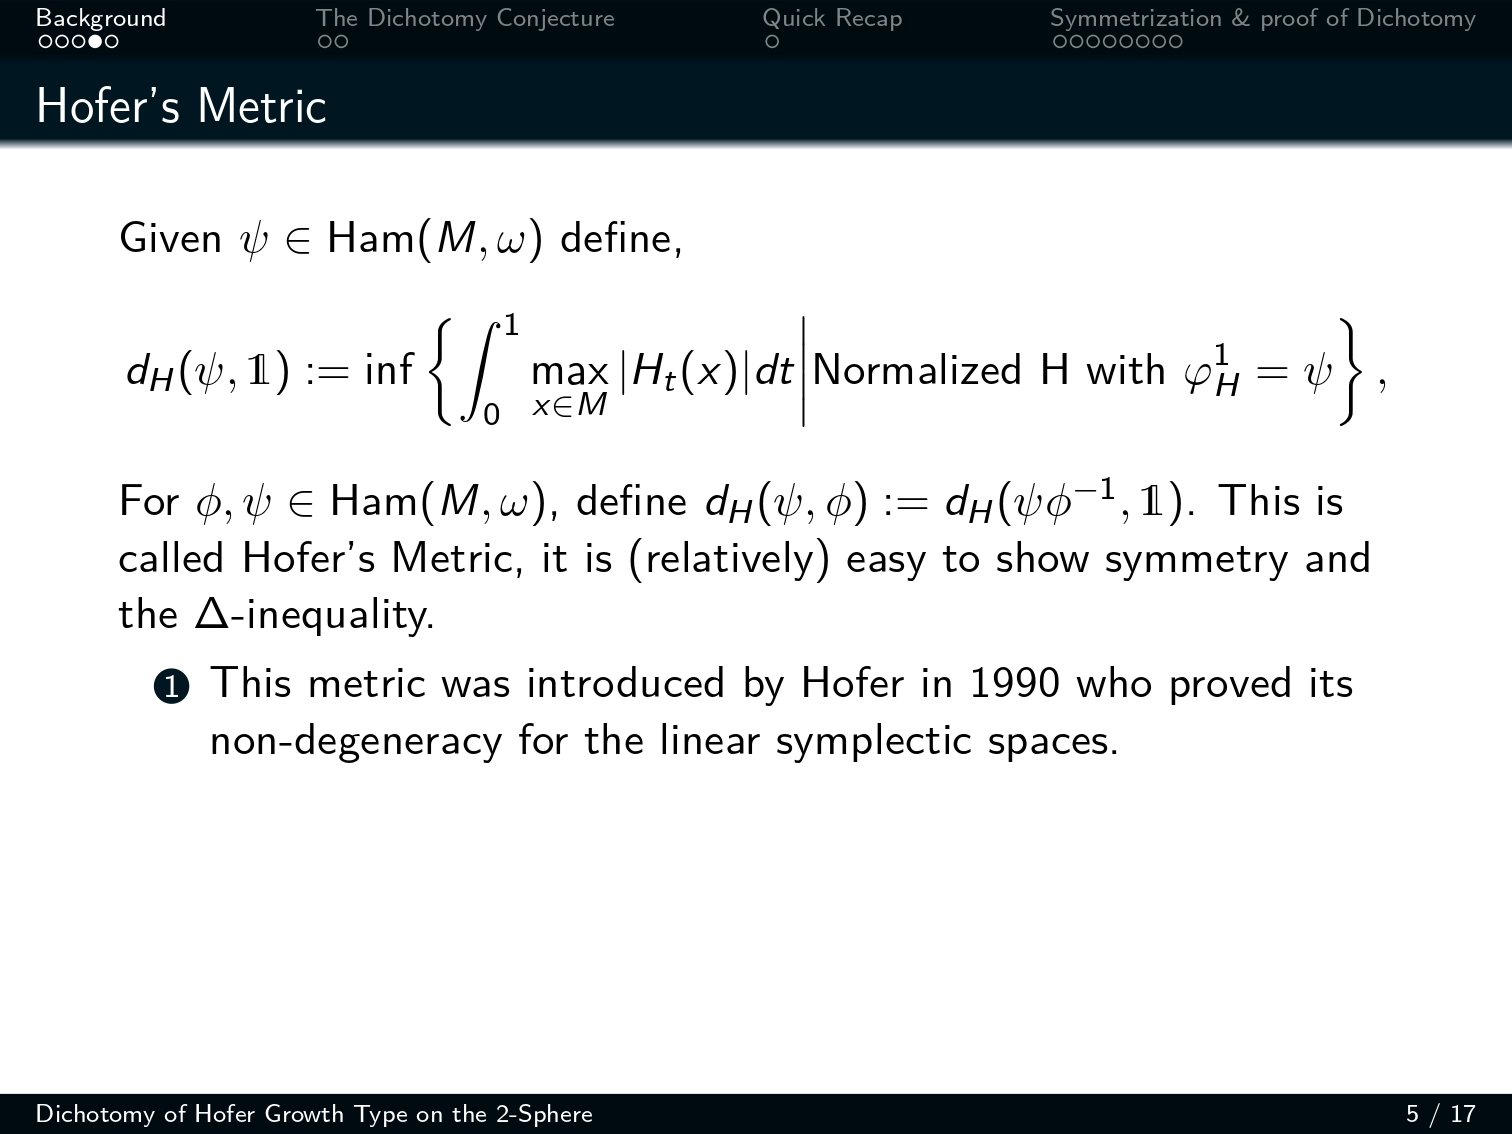 Background The Dichotomy Conjecture Quick Recap Symmetrization & proof of Dichotomy
Hofer's Metric
Given ψ ∈ Ham(M, ω) define,
d_H(ψ, 𝟙) := inf { ∫_0^1 max_{x∈M} |H_t(x)|dt | Normalized H with φ_H^1 = ψ } ,
For ϕ, ψ ∈ Ham(M, ω), define d_H(ψ, ϕ) := d_H(ψϕ^{−1}, 𝟙). This is
called Hofer's Metric, it is (relatively) easy to show symmetry and
the Δ-inequality.
1 This metric was introduced by Hofer in 1990 who proved its
non-degeneracy for the linear symplectic spaces.
Dichotomy of Hofer Growth Type on the 2-Sphere 5 / 17